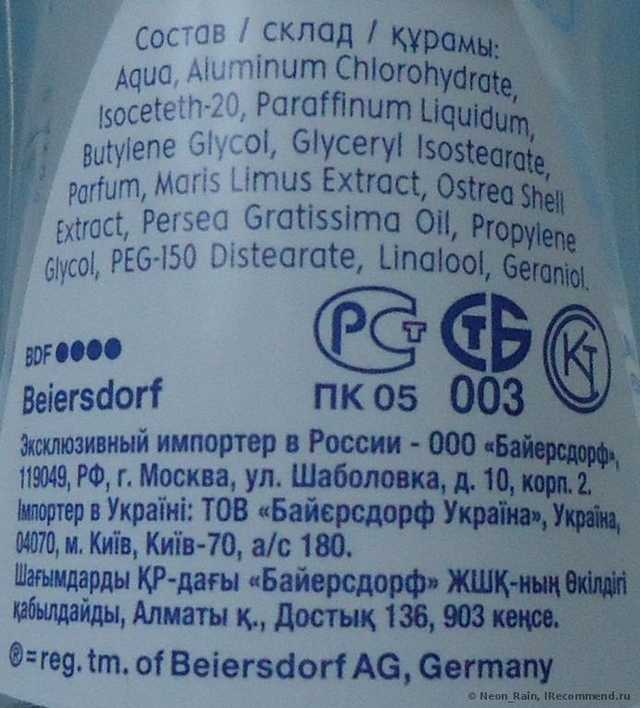 Состав / склад / құрамы:
Aqua, Aluminum Chlorohydrate,
Isoceteth-20, Paraffinum Liquidum,
Butylene Glycol, Glyceryl Isostearate,
Parfum, Maris Limus Extract, Ostrea Shell
Extract, Persea Gratissima Oil, Propylene
Glycol, PEG-150 Distearate, Linalool, Geraniol.
РСТ СТБ КТ
BDF●●●●
ПК 05 003
Beiersdorf
Эксклюзивный импортер в России - ООО «Байерсдорф»,
119049, РФ, г. Москва, ул. Шаболовка, д. 10, корп. 2.
Імпортер в Україні: ТОВ «Байєрсдорф Україна», Україна,
04070, м. Київ, Київ-70, а/с 180.
Шағымдарды ҚР-дағы «Байерсдорф» ЖШҚ-ның Өкілдігі
қабылдайды, Алматы қ., Достық 136, 903 кеңсе.
®=reg. tm. of Beiersdorf AG, Germany
© Neon_Rain, IRecommend.ru